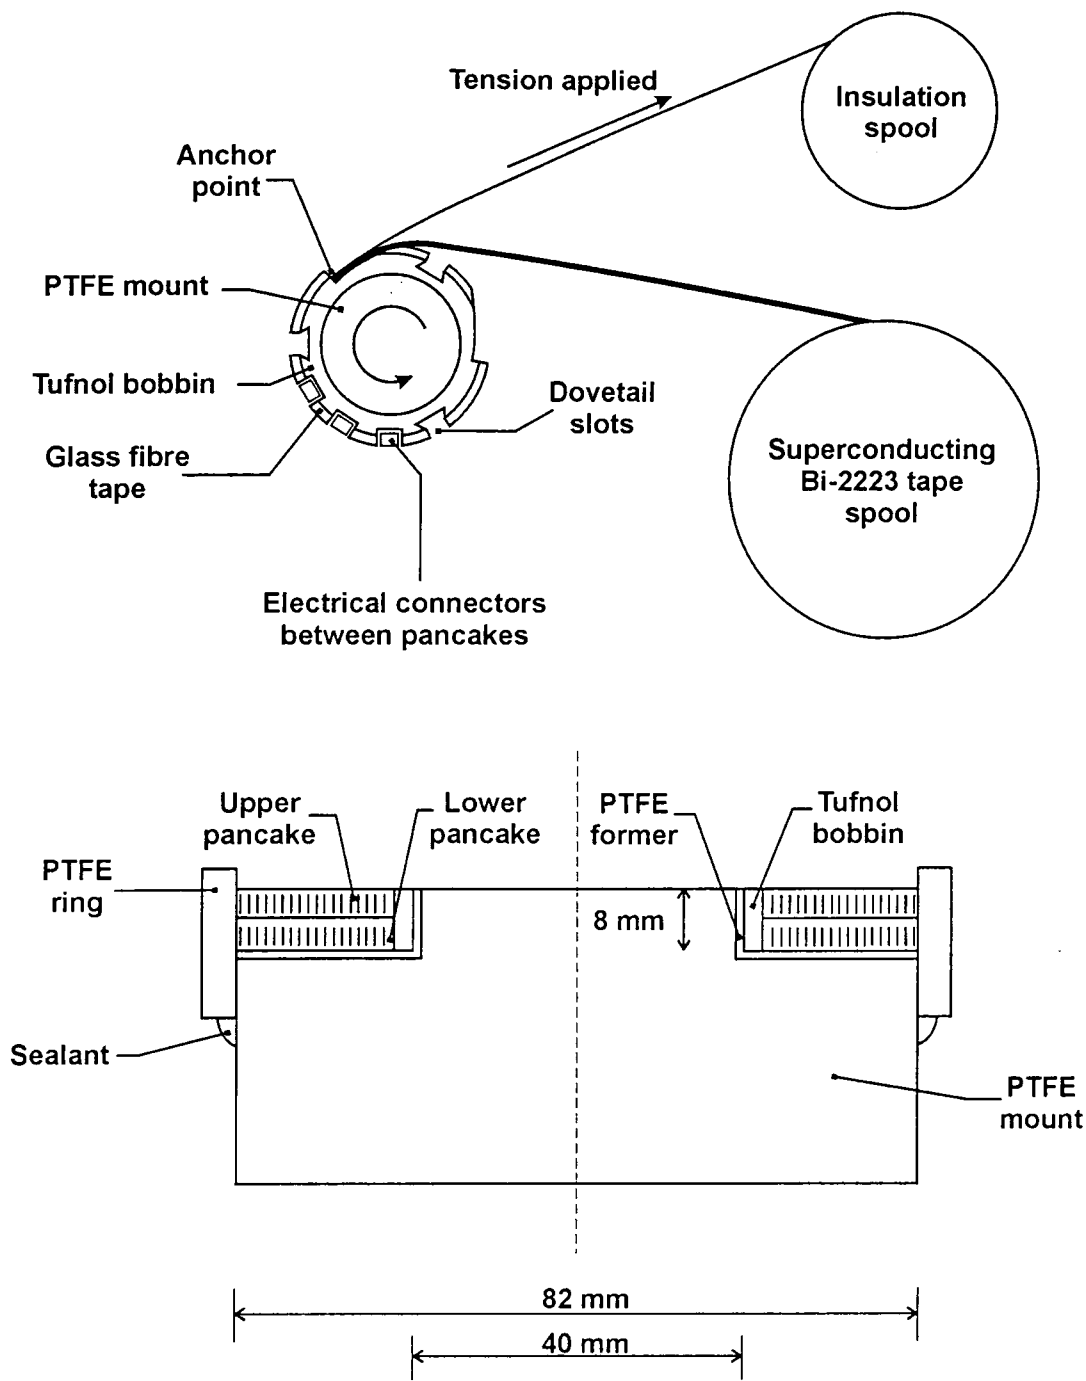 Tension applied
Insulation
spool
Anchor
point
PTFE mount
Tufnol bobbin
Dovetail
slots
Glass fibre
tape
Superconducting
Bi-2223 tape
spool
Electrical connectors
between pancakes
Upper
pancake
Lower
pancake
PTFE
former
Tufnol
bobbin
PTFE
ring
8 mm
Sealant
PTFE
mount
82 mm
40 mm